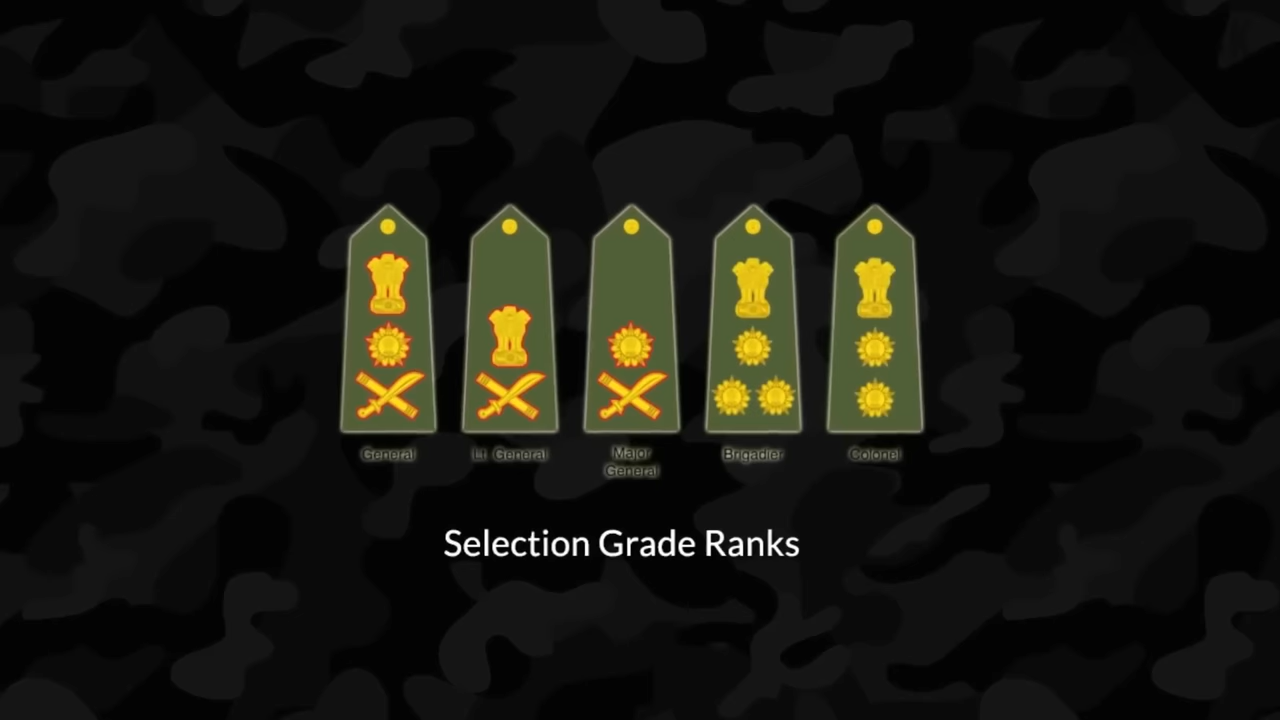 General
Lt. General
Major
General
Brigadier
Colonel
Selection Grade Ranks